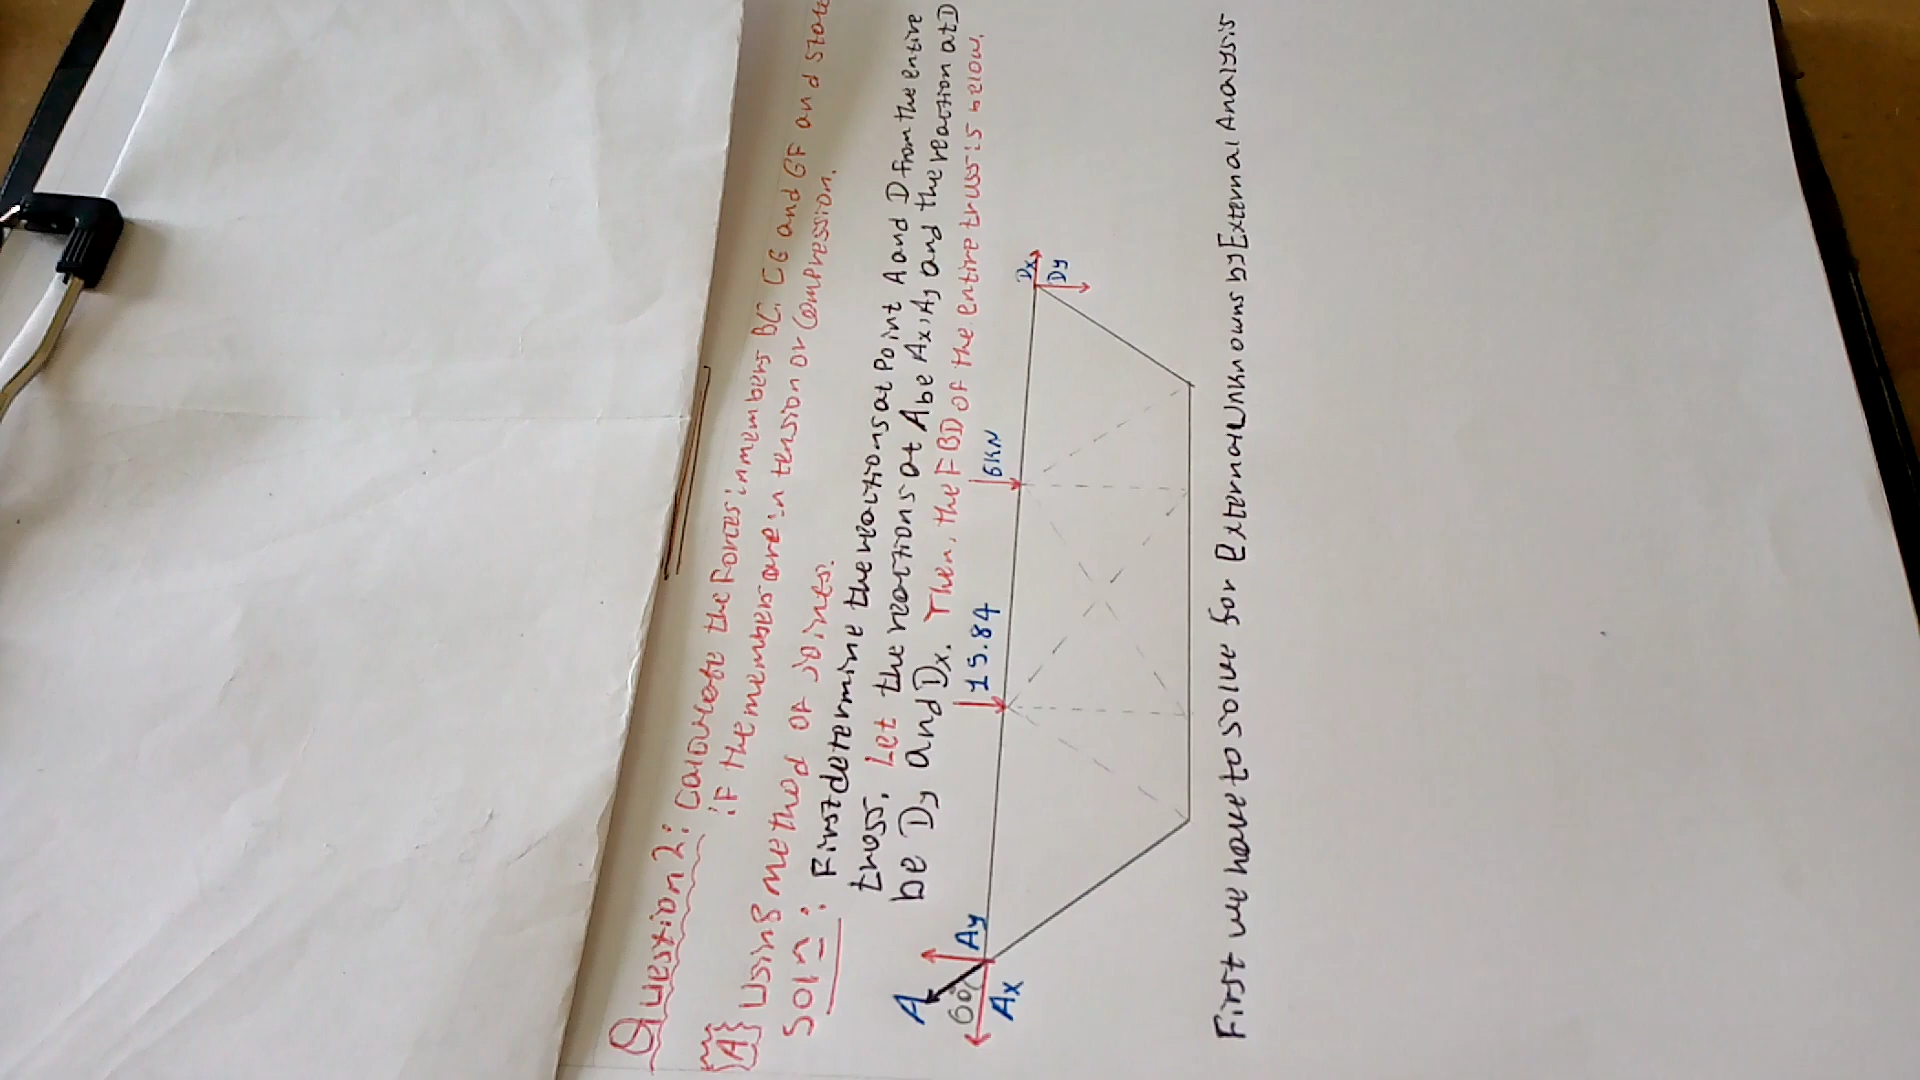 Question 2: Calculate the Forces in members BC, CG and GF and state
if the members are in tension or Compression.
{A} Using method of joines.
Soln: First determine the reactions at Point A and D from the entire
truss. Let the reactions at A be Ax, Ay and the reaction at D
be Dy and Dx. Then, the FBD of the entire truss is below.
A
60°
Ax
Ay
15.84
6KN
Dx
Dy
First we have to solve for External Unknowns by External Analysis